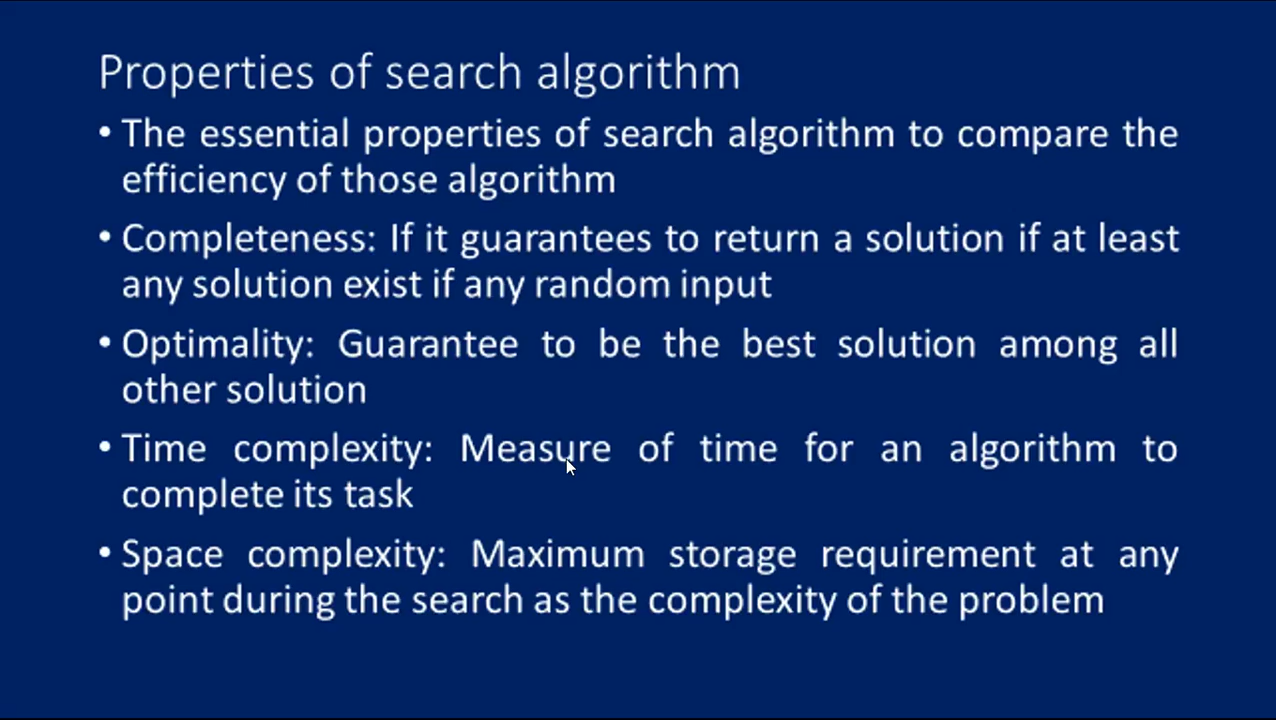 Properties of search algorithm
• The essential properties of search algorithm to compare the
efficiency of those algorithm
• Completeness: If it guarantees to return a solution if at least
any solution exist if any random input
• Optimality: Guarantee to be the best solution among all
other solution
• Time complexity: Measure of time for an algorithm to
complete its task
• Space complexity: Maximum storage requirement at any
point during the search as the complexity of the problem